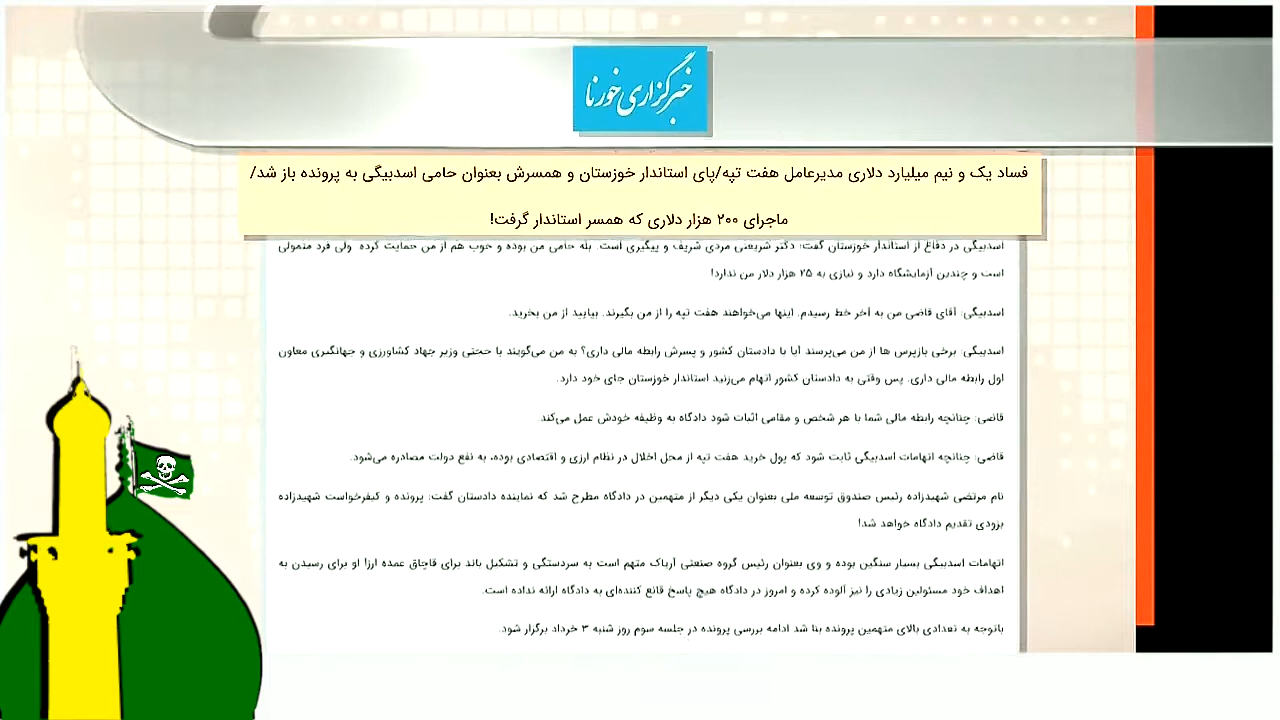 خبرگزاری خورنا
فساد یک و نیم میلیارد دلاری مدیرعامل هفت تپه/پای استاندار خوزستان و همسرش بعنوان حامی اسدبیگی به پرونده باز شد/
ماجرای ۲۰۰ هزار دلاری که همسر استاندار گرفت!
اسدبیگی در دفاع از استاندار خوزستان گفت: دکتر شریعتی مردی شریف و پیگیری است. بله حامی من بوده و خوب هم از من حمایت کرده ولی فرد متمولی
است و چندین آزمایشگاه دارد و نیازی به ۲۵ هزار دلار من ندارد!
اسدبیگی: آقای قاضی من به آخر خط رسیدم. اینها می‌خواهند هفت تپه را از من بگیرند. بیایید از من بخرید.
اسدبیگی: برخی بازپرس ها از من می‌پرسند آیا با دادستان کشور و پسرش رابطه مالی داری؟ به من می‌گویند با حجتی وزیر جهاد کشاورزی و جهانگیری معاون
اول رابطه مالی داری. پس وقتی به دادستان کشور اتهام می‌زنید استاندار خوزستان جای خود دارد.
قاضی: چنانچه رابطه مالی شما با هر شخص و مقامی اثبات شود دادگاه به وظیفه خودش عمل می‌کند.
قاضی: چنانچه اتهامات اسدبیگی ثابت شود که پول خرید هفت تپه از محل اخلال در نظام ارزی و اقتصادی بوده، به نفع دولت مصادره می‌شود.
نام مرتضی شهیدزاده رئیس صندوق توسعه ملی بعنوان یکی دیگر از متهمین در دادگاه مطرح شد که نماینده دادستان گفت: پرونده و کیفرخواست شهیدزاده
بزودی تقدیم دادگاه خواهد شد!
اتهامات اسدبیگی بسیار سنگین بوده و وی بعنوان رئیس گروه صنعتی آریاک متهم است به سردستگی و تشکیل باند برای قاچاق عمده ارز! او برای رسیدن به
اهداف خود مسئولین زیادی را نیز آلوده کرده و امروز در دادگاه هیچ پاسخ قانع کننده‌ای به دادگاه ارائه نداده است.
باتوجه به تعدادی بالای متهمین پرونده بنا شد ادامه بررسی پرونده در جلسه سوم روز شنبه ۳ خرداد برگزار شود.